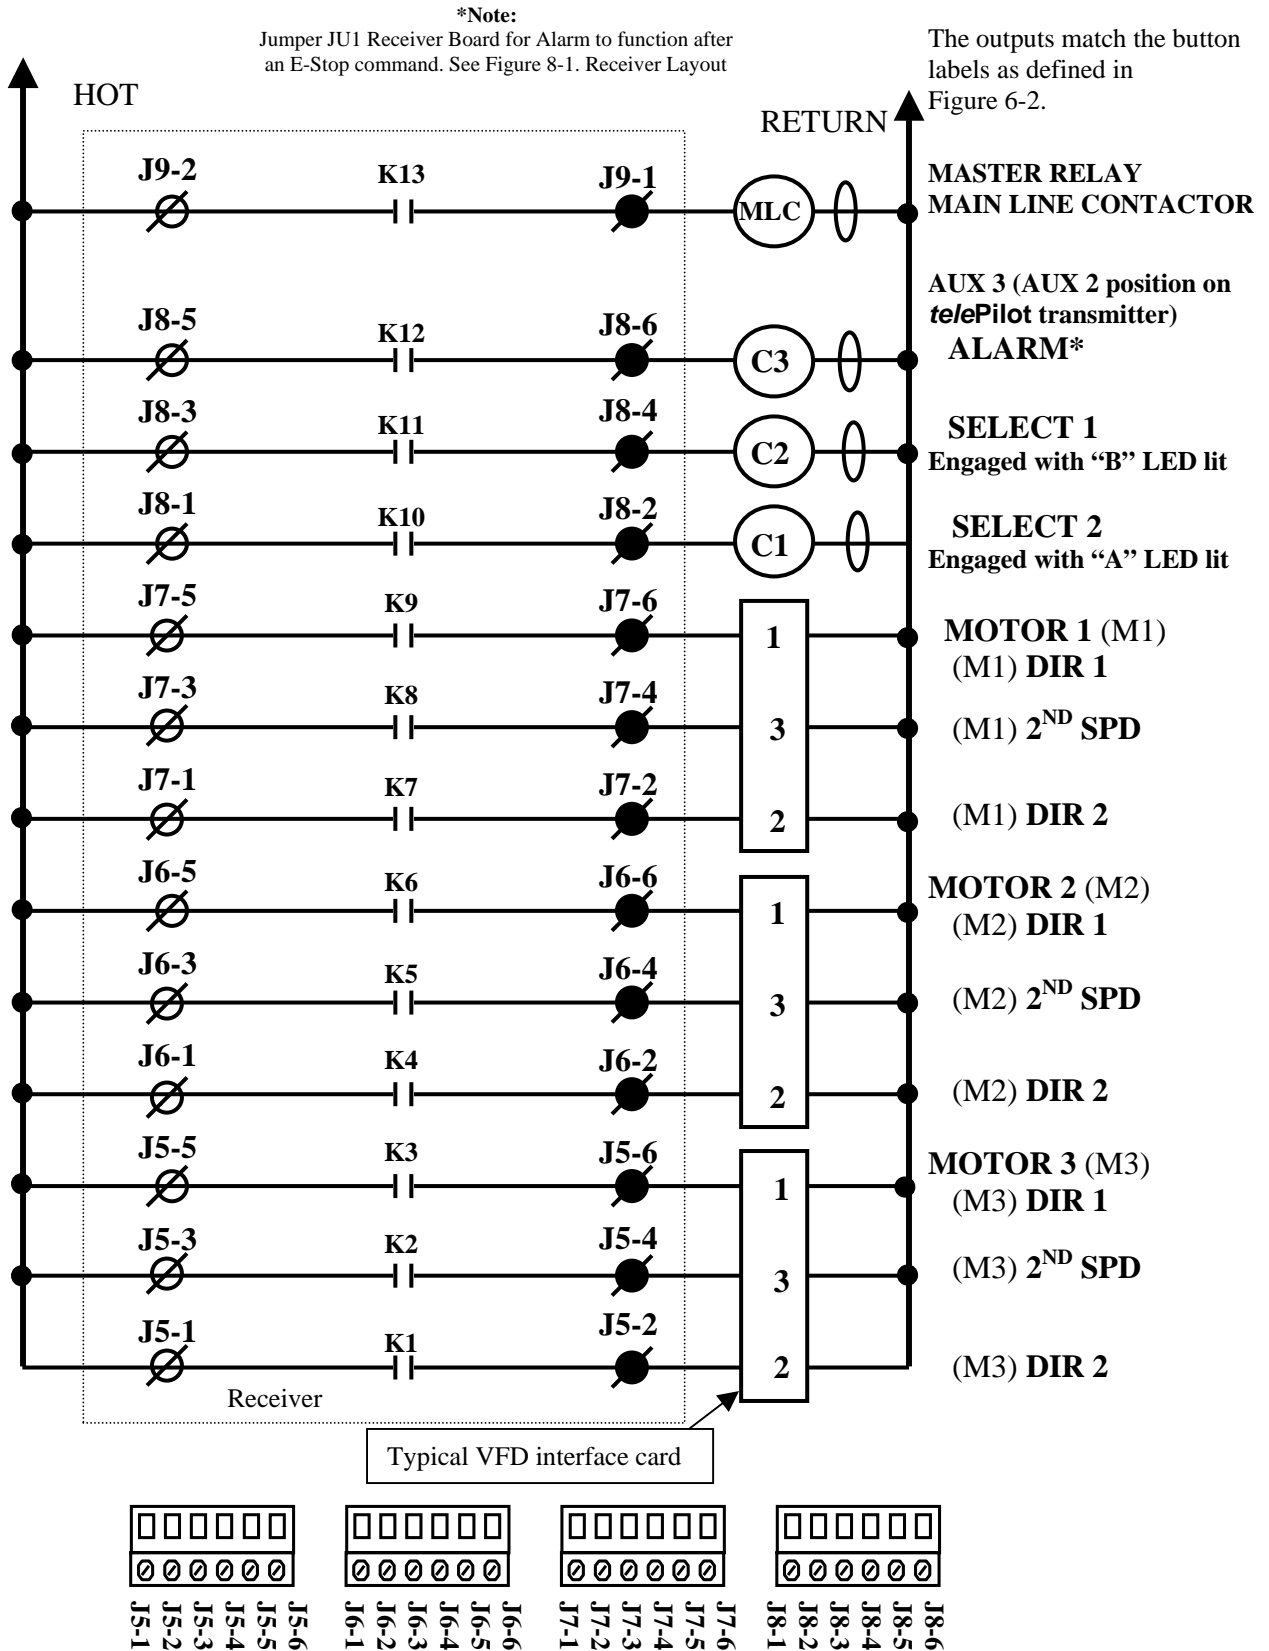 *Note:
Jumper JU1 Receiver Board for Alarm to function after
an E-Stop command. See Figure 8-1. Receiver Layout
The outputs match the button
labels as defined in
Figure 6-2.
HOT
RETURN
J9-2
K13
J9-1
MLC
MASTER RELAY
MAIN LINE CONTACTOR
AUX 3 (AUX 2 position on
telePilot transmitter)
ALARM*
J8-5
K12
J8-6
C3
J8-3
K11
J8-4
C2
SELECT 1
Engaged with “B” LED lit
J8-1
K10
J8-2
C1
SELECT 2
Engaged with “A” LED lit
J7-5
K9
J7-6
1
MOTOR 1 (M1)
(M1) DIR 1
J7-3
K8
J7-4
3
(M1) 2ND SPD
J7-1
K7
J7-2
2
(M1) DIR 2
J6-5
K6
J6-6
1
MOTOR 2 (M2)
(M2) DIR 1
J6-3
K5
J6-4
3
(M2) 2ND SPD
J6-1
K4
J6-2
2
(M2) DIR 2
J5-5
K3
J5-6
1
MOTOR 3 (M3)
(M3) DIR 1
J5-3
K2
J5-4
3
(M3) 2ND SPD
J5-1
K1
J5-2
2
(M3) DIR 2
Receiver
Typical VFD interface card
J5-1
J5-2
J5-3
J5-4
J5-5
J5-6
J6-1
J6-2
J6-3
J6-4
J6-5
J6-6
J7-1
J7-2
J7-3
J7-4
J7-5
J7-6
J8-1
J8-2
J8-3
J8-4
J8-5
J8-6